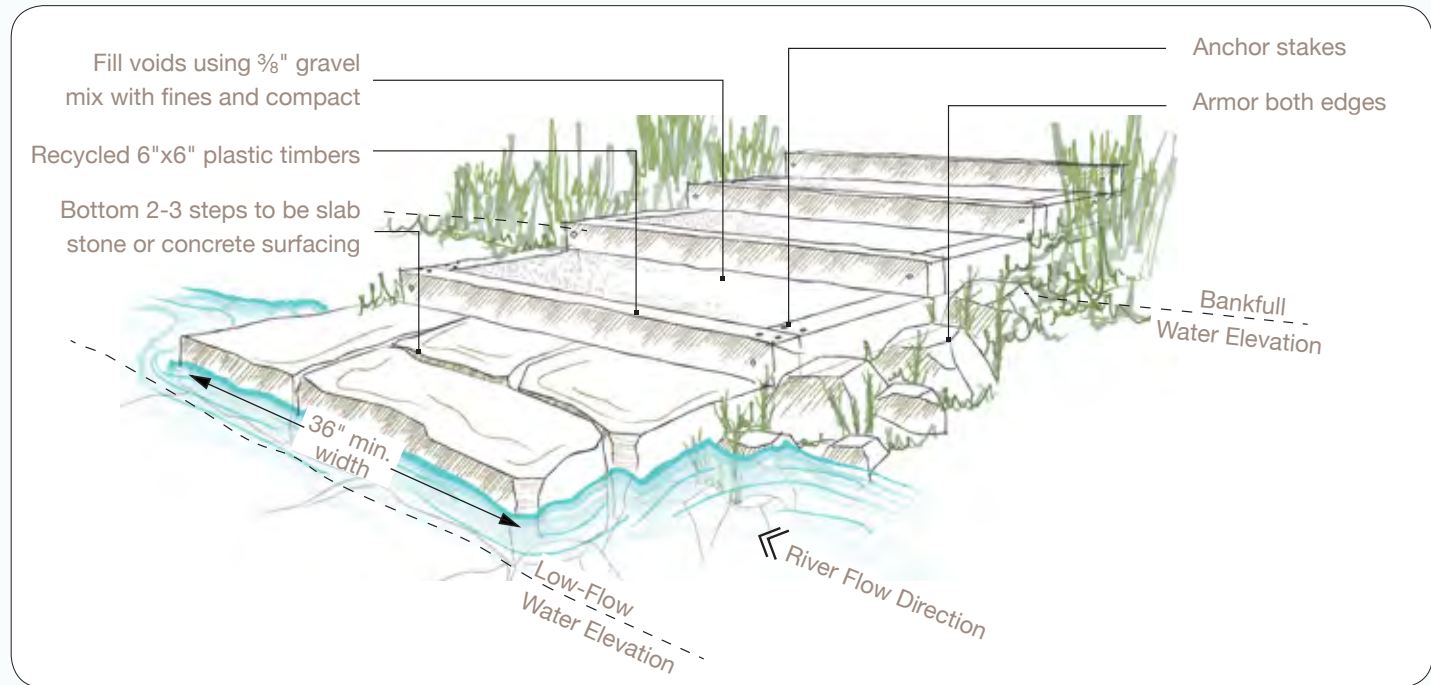 Fill voids using ⅜" gravel
mix with fines and compact
Recycled 6"x6" plastic timbers
Bottom 2-3 steps to be slab
stone or concrete surfacing
Anchor stakes
Armor both edges
Bankfull
Water Elevation
36" min.
width
Low-Flow
Water Elevation
River Flow Direction